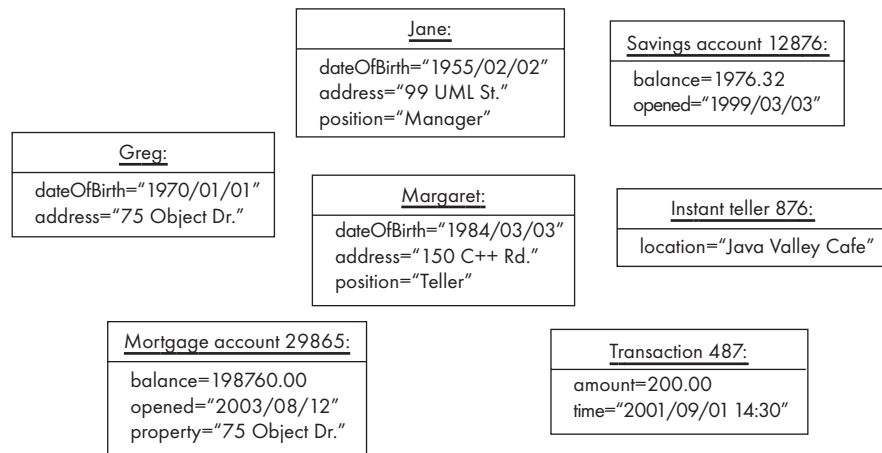 Jane:
dateOfBirth=“1955/02/02”
address=“99 UML St.”
position=“Manager”
Savings account 12876:
balance=1976.32
opened=“1999/03/03”
Greg:
dateOfBirth=“1970/01/01”
address=“75 Object Dr.”
Margaret:
dateOfBirth=“1984/03/03”
address=“150 C++ Rd.”
position=“Teller”
Instant teller 876:
location=“Java Valley Cafe”
Mortgage account 29865:
balance=198760.00
opened=“2003/08/12”
property=“75 Object Dr.”
Transaction 487:
amount=200.00
time=“2001/09/01 14:30”